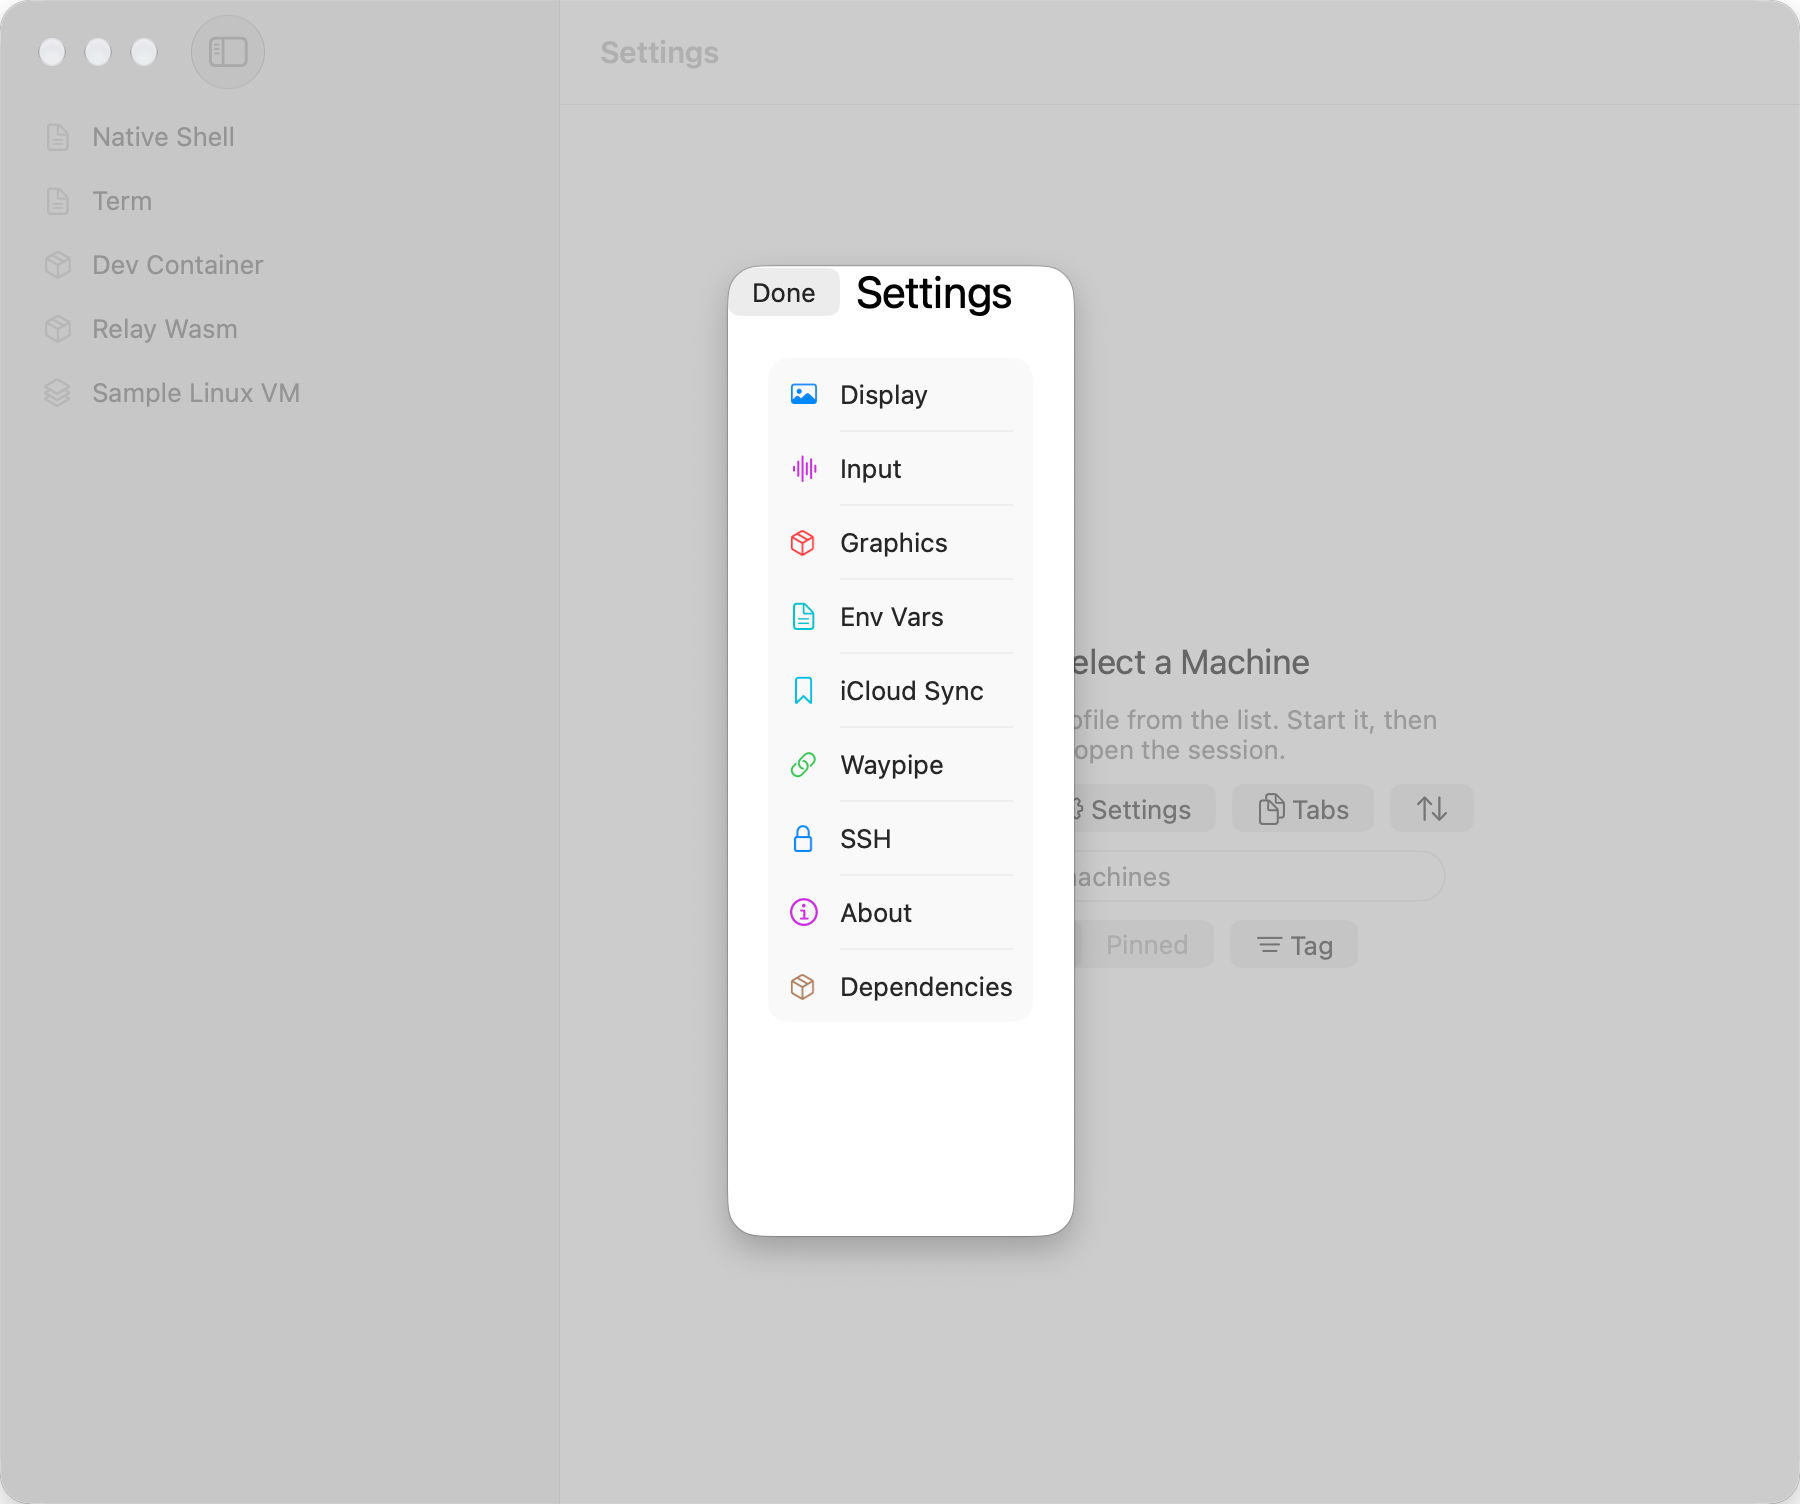 Settings
Native Shell
Term
Dev Container
Relay Wasm
Sample Linux VM
Done
Settings
Display
Input
Graphics
Env Vars
iCloud Sync
Waypipe
SSH
About
Dependencies
elect a Machine
ofile from the list. Start it, then
open the session.
Settings
Tabs
achines
Pinned
Tag